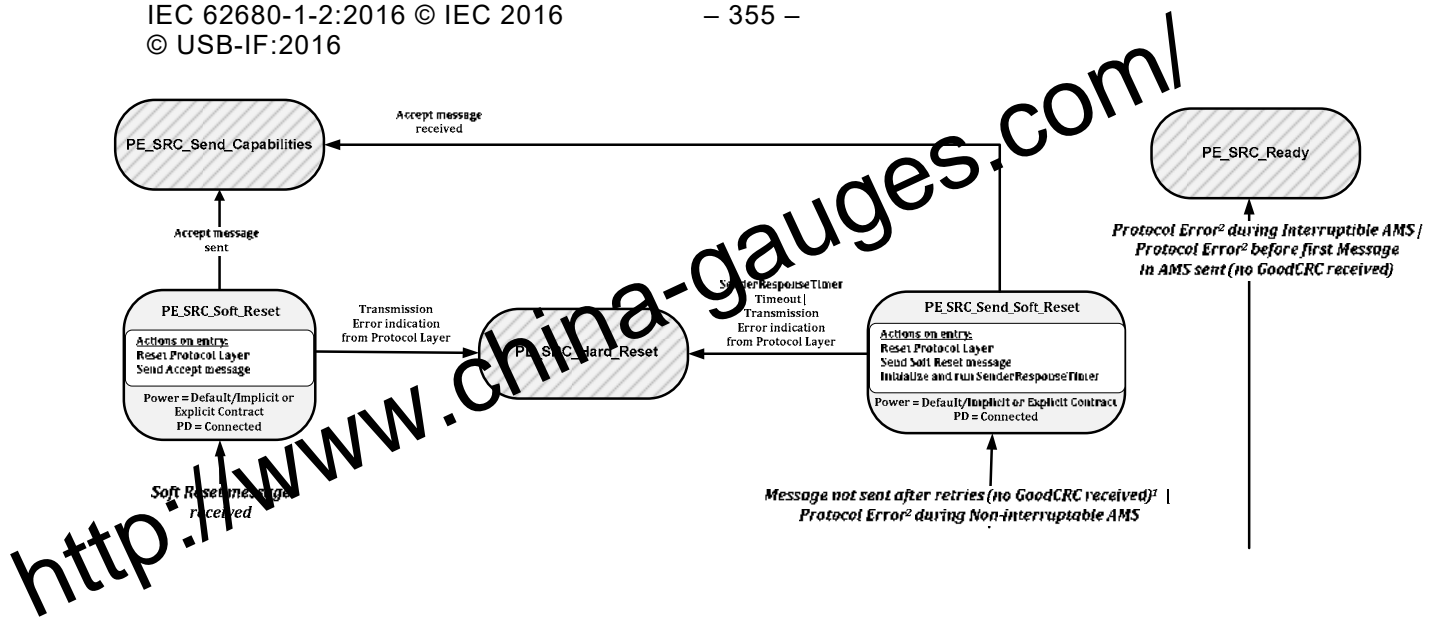 IEC 62680-1-2:2016 © IEC 2016 – 355 –
© USB-IF:2016
PE_SRC_Send_Capabilities
Accept message
received
PE_SRC_Ready
Accept message
sent
Protocol Error² during Interruptible AMS |
Protocol Error² before first Message
in AMS sent (no GoodCRC received)
PE_SRC_Soft_Reset
Actions on entry:
Reset Protocol Layer
Send Accept message
Power = Default/Implicit or
Explicit Contract
PD = Connected
Transmission
Error indication
from Protocol Layer
PE_SRC_Hard_Reset
SenderResponseTimer
Timeout |
Transmission
Error indication
from Protocol Layer
PE_SRC_Send_Soft_Reset
Actions on entry:
Reset Protocol Layer
Send Soft Reset message
Initialize and run SenderResponseTimer
Power = Default/Implicit or Explicit Contract
PD = Connected
Soft Reset message
received
Message not sent after retries (no GoodCRC received)¹ |
Protocol Error² during Non-interruptable AMS
http://www.china-gauges.com/